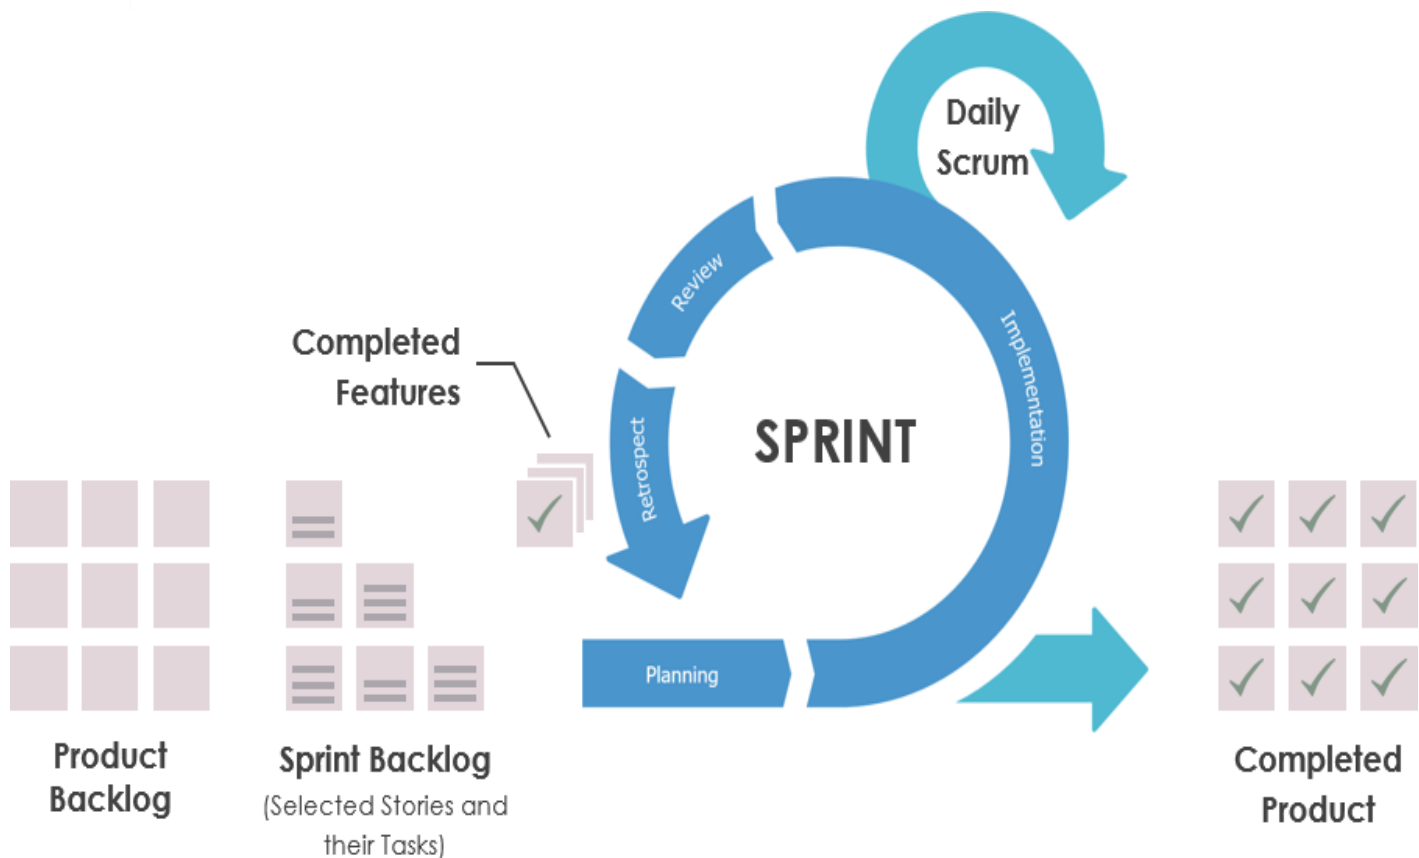 Daily
Scrum
Review
Implementation
Completed
Features
SPRINT
Retrospect
Planning
Product
Backlog
Sprint Backlog
(Selected Stories and
their Tasks)
Completed
Product